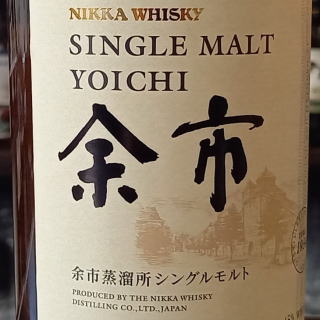 NIKKA WHISKY
SINGLE MALT
YOICHI
余市
余市蒸溜所シングルモルト
PRODUCED BY THE NIKKA WHISKY
DISTILLING CO.,LTD.,JAPAN